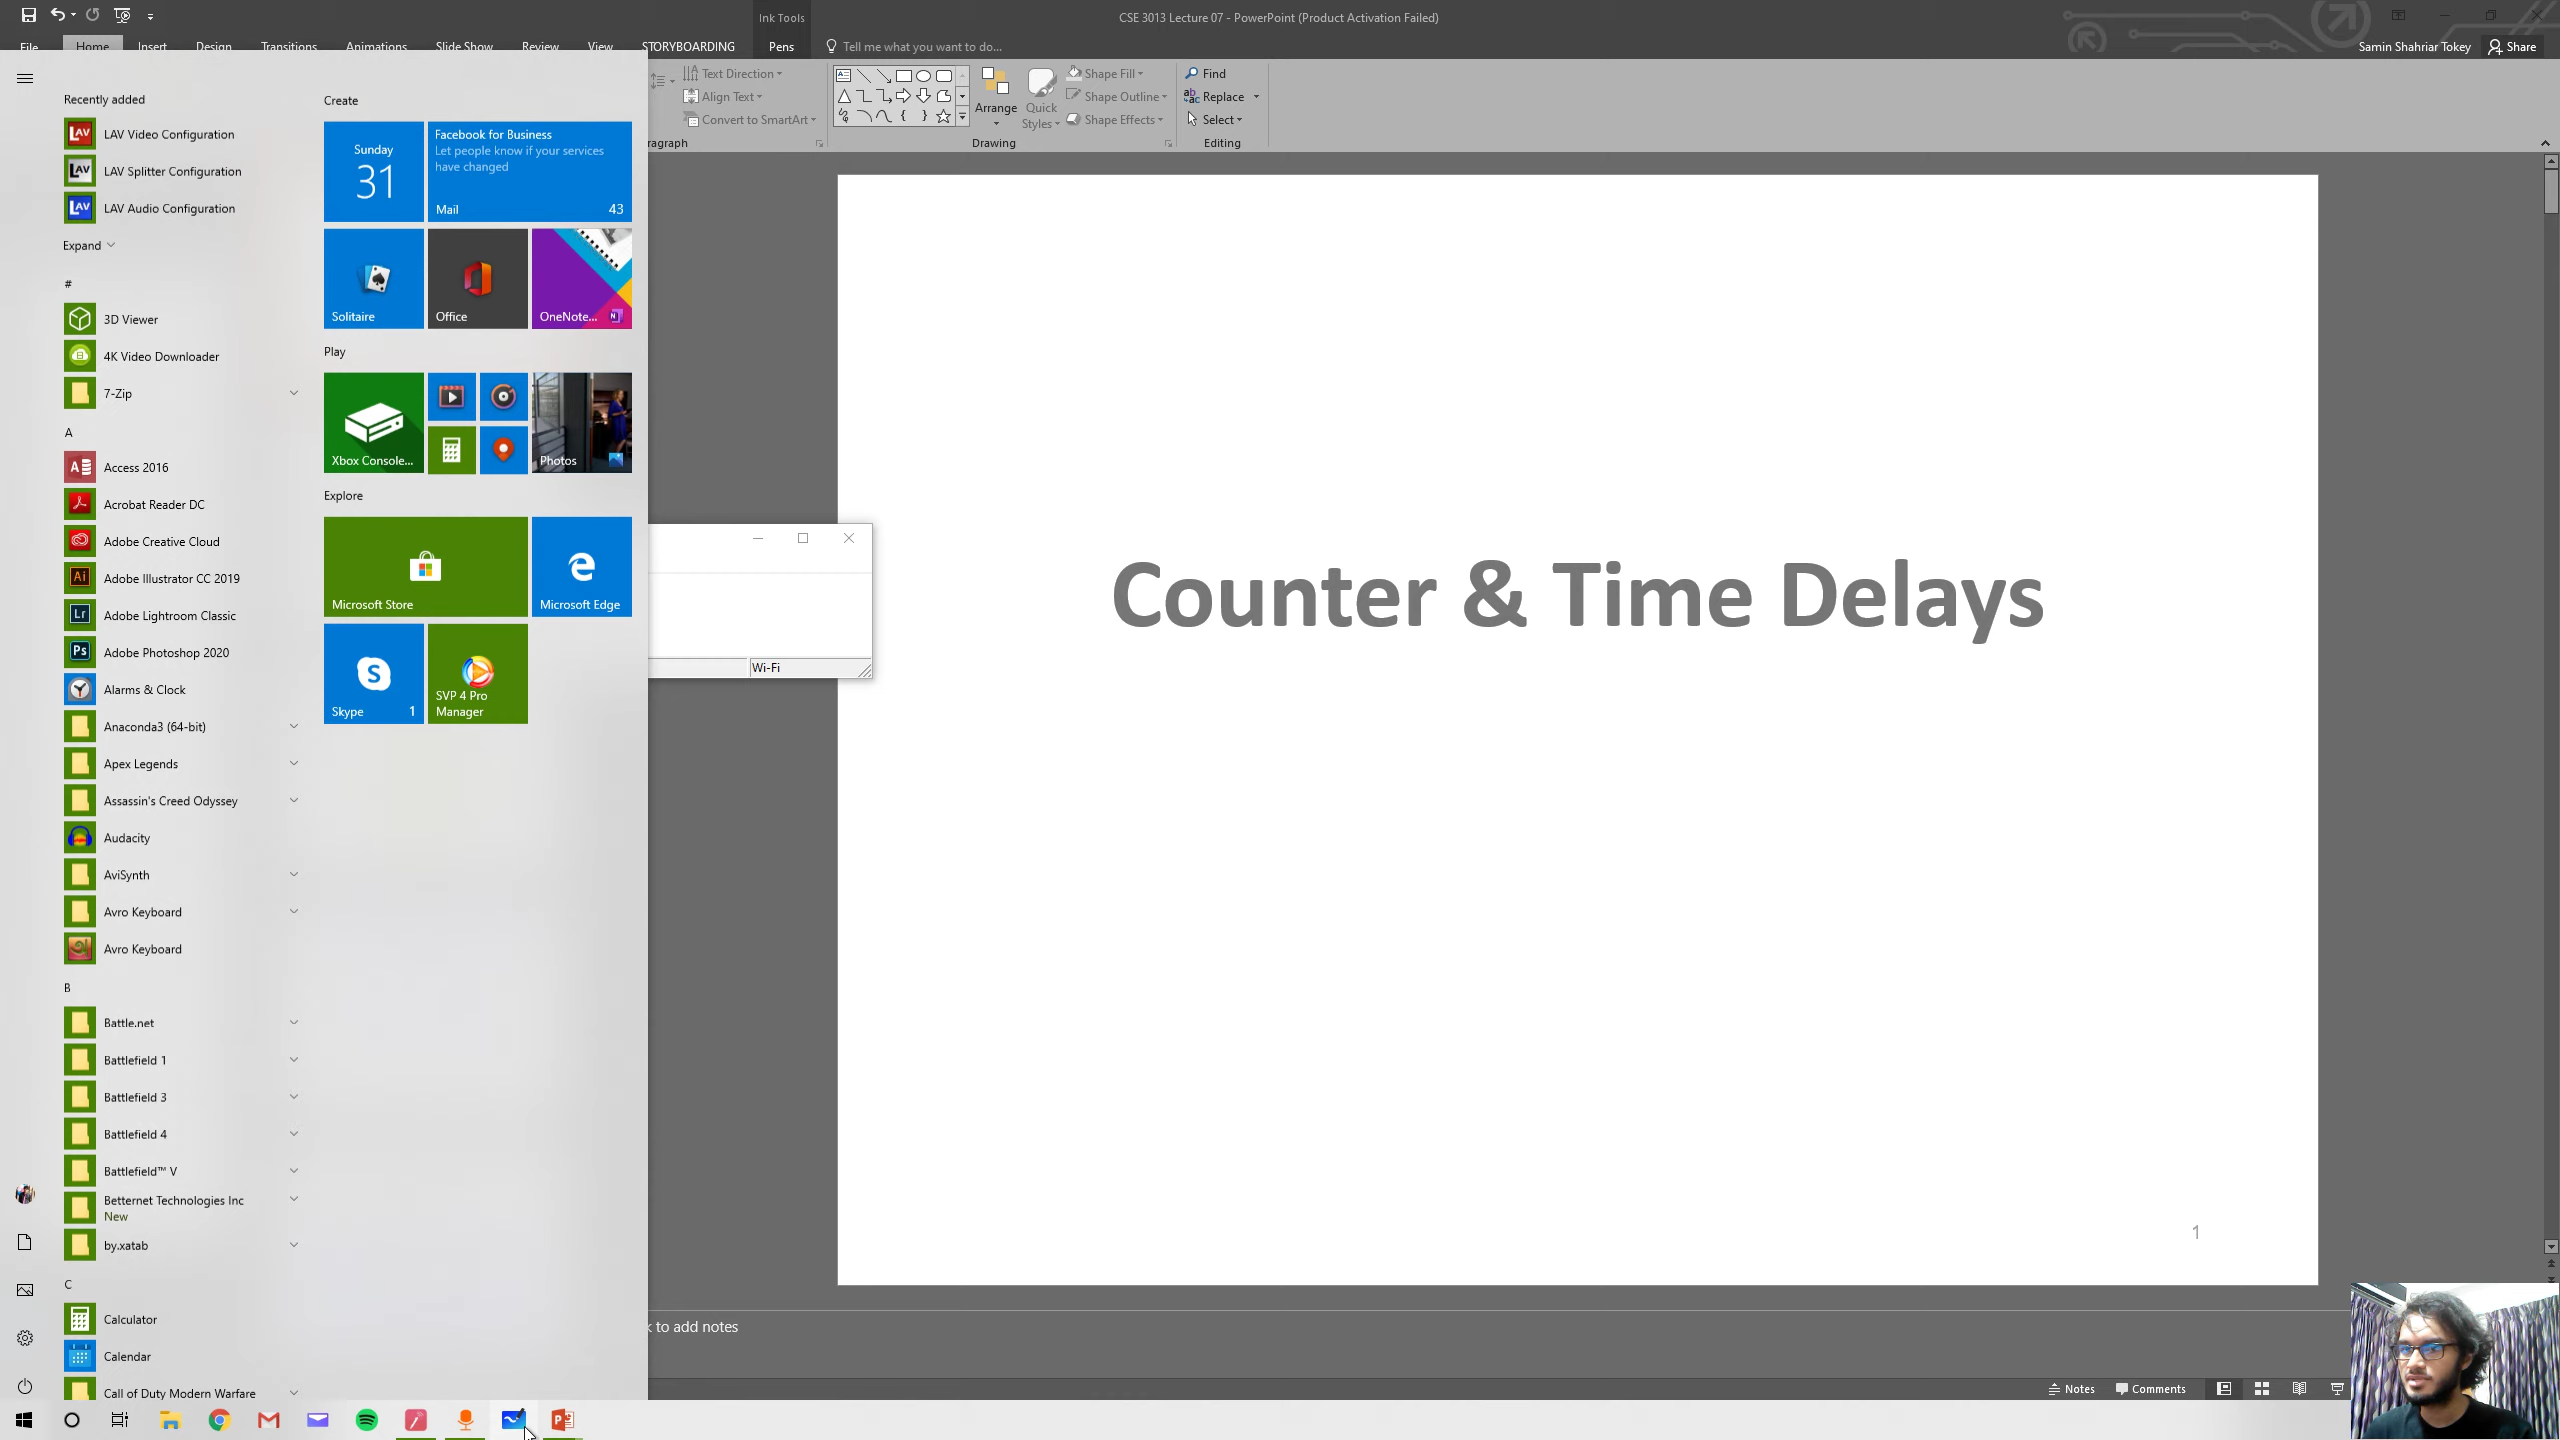 Ink Tools
CSE 3013 Lecture 07 - PowerPoint (Product Activation Failed)
File Home Insert Design Transitions Animations Slide Show Review View STORYBOARDING Pens Tell me what you want to do...
Samin Shahriar Tokey Share
Text Direction
Align Text
Convert to SmartArt
ragraph
Arrange
Quick Styles
Shape Fill
Shape Outline
Shape Effects
Drawing
Find
Replace
Select
Editing
Recently added
LAV Video Configuration
LAV Splitter Configuration
LAV Audio Configuration
Expand
#
3D Viewer
4K Video Downloader
7-Zip
A
Access 2016
Acrobat Reader DC
Adobe Creative Cloud
Adobe Illustrator CC 2019
Adobe Lightroom Classic
Adobe Photoshop 2020
Alarms & Clock
Anaconda3 (64-bit)
Apex Legends
Assassin's Creed Odyssey
Audacity
AviSynth
Avro Keyboard
Avro Keyboard
B
Battle.net
Battlefield 1
Battlefield 3
Battlefield 4
Battlefield™ V
Betternet Technologies Inc
New
by.xatab
C
Calculator
Calendar
Call of Duty Modern Warfare
Create
Sunday
31
Facebook for Business
Let people know if your services
have changed
Mail 43
Solitaire
Office
OneNote...
Play
Xbox Console...
Photos
Explore
Microsoft Store
Microsoft Edge
Skype 1
SVP 4 Pro
Manager
Wi-Fi
Counter & Time Delays
1
k to add notes
Notes Comments